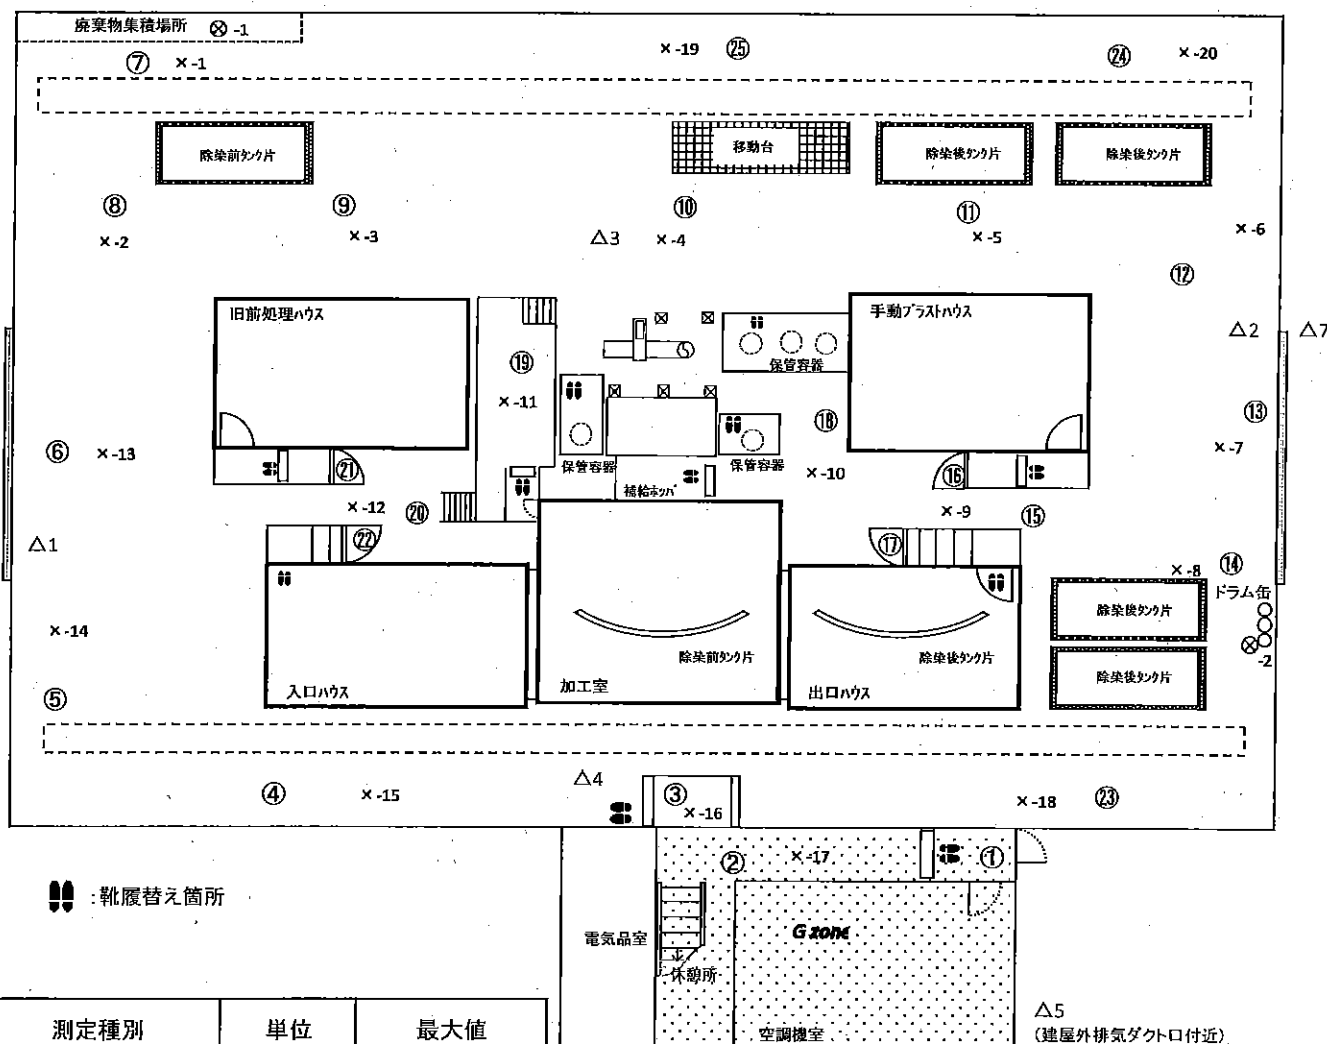 廃棄物集積場所 ⊗ -1
⑦ × -1
× -19 ㉕
㉔ × -20
除染前タンク片
移動台
除染後タンク片
除染後タンク片
⑧
× -2
⑨
× -3
△3
⑩
× -4
⑪
× -5
× -6
⑫
旧前処理ハウス
手動ブラストハウス
△2
△7
⑲
× -11
保管容器
⑱
⑬
× -7
⑥ × -13
㉑
保管容器
保管容器
補給ホッパ
× -10
⑯
× -12 ⑳
× -9 ⑮
△1
㉒
⑰
× -8 ⑭
ドラム缶
× -14
除染後タンク片
⊗
-2
除染前タンク片
除染後タンク片
除染後タンク片
入口ハウス
加工室
出口ハウス
⑤
④ × -15
△4
③
× -16
× -18 ㉓
② × -17 ①
:靴履替え箇所
電気品室
G zone
休憩所
測定種別 単位 最大値
空調機室
△5
(建屋外排気ダクト口付近)